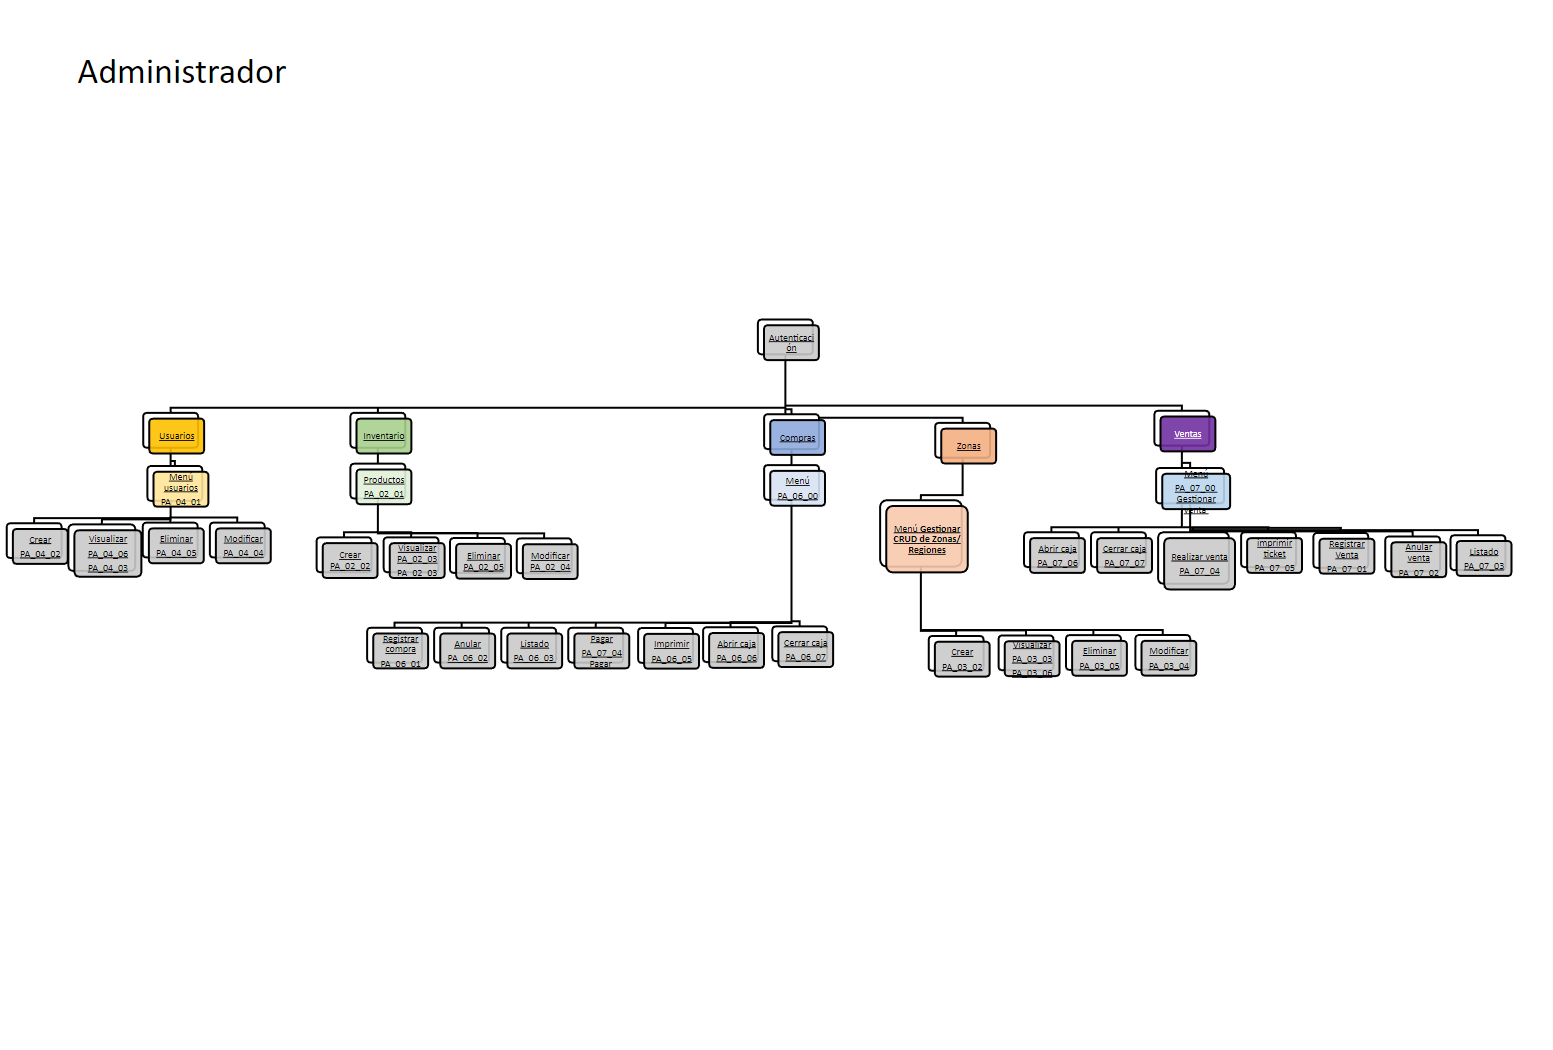 Administrador
Autenticaci
ón
Usuarios
Inventario
Compras
Zonas
Ventas
Menú
usuarios
PA_04_01
Productos
PA_02_01
Menú
PA_06_00
Menú Gestionar
CRUD de Zonas/
Regiones
Menú
PA_07_00
Gestionar
venta
Crear
PA_04_02
Visualizar
PA_04_06
PA_04_03
Eliminar
PA_04_05
Modificar
PA_04_04
Crear
PA_02_02
Visualizar
PA_02_03
PA_02_03
Eliminar
PA_02_05
Modificar
PA_02_04
Abrir caja
PA_07_06
Cerrar caja
PA_07_07
Realizar venta
PA_07_04
Imprimir
ticket
PA_07_05
Registrar
Venta
PA_07_01
Anular
venta
PA_07_02
Listado
PA_07_03
Registrar
compra
PA_06_01
Anular
PA_06_02
Listado
PA_06_03
Pagar
PA_07_04
Pagar
Imprimir
PA_06_05
Abrir caja
PA_06_06
Cerrar caja
PA_06_07
Crear
PA_03_02
Visualizar
PA_03_03
PA_03_06
Eliminar
PA_03_05
Modificar
PA_03_04